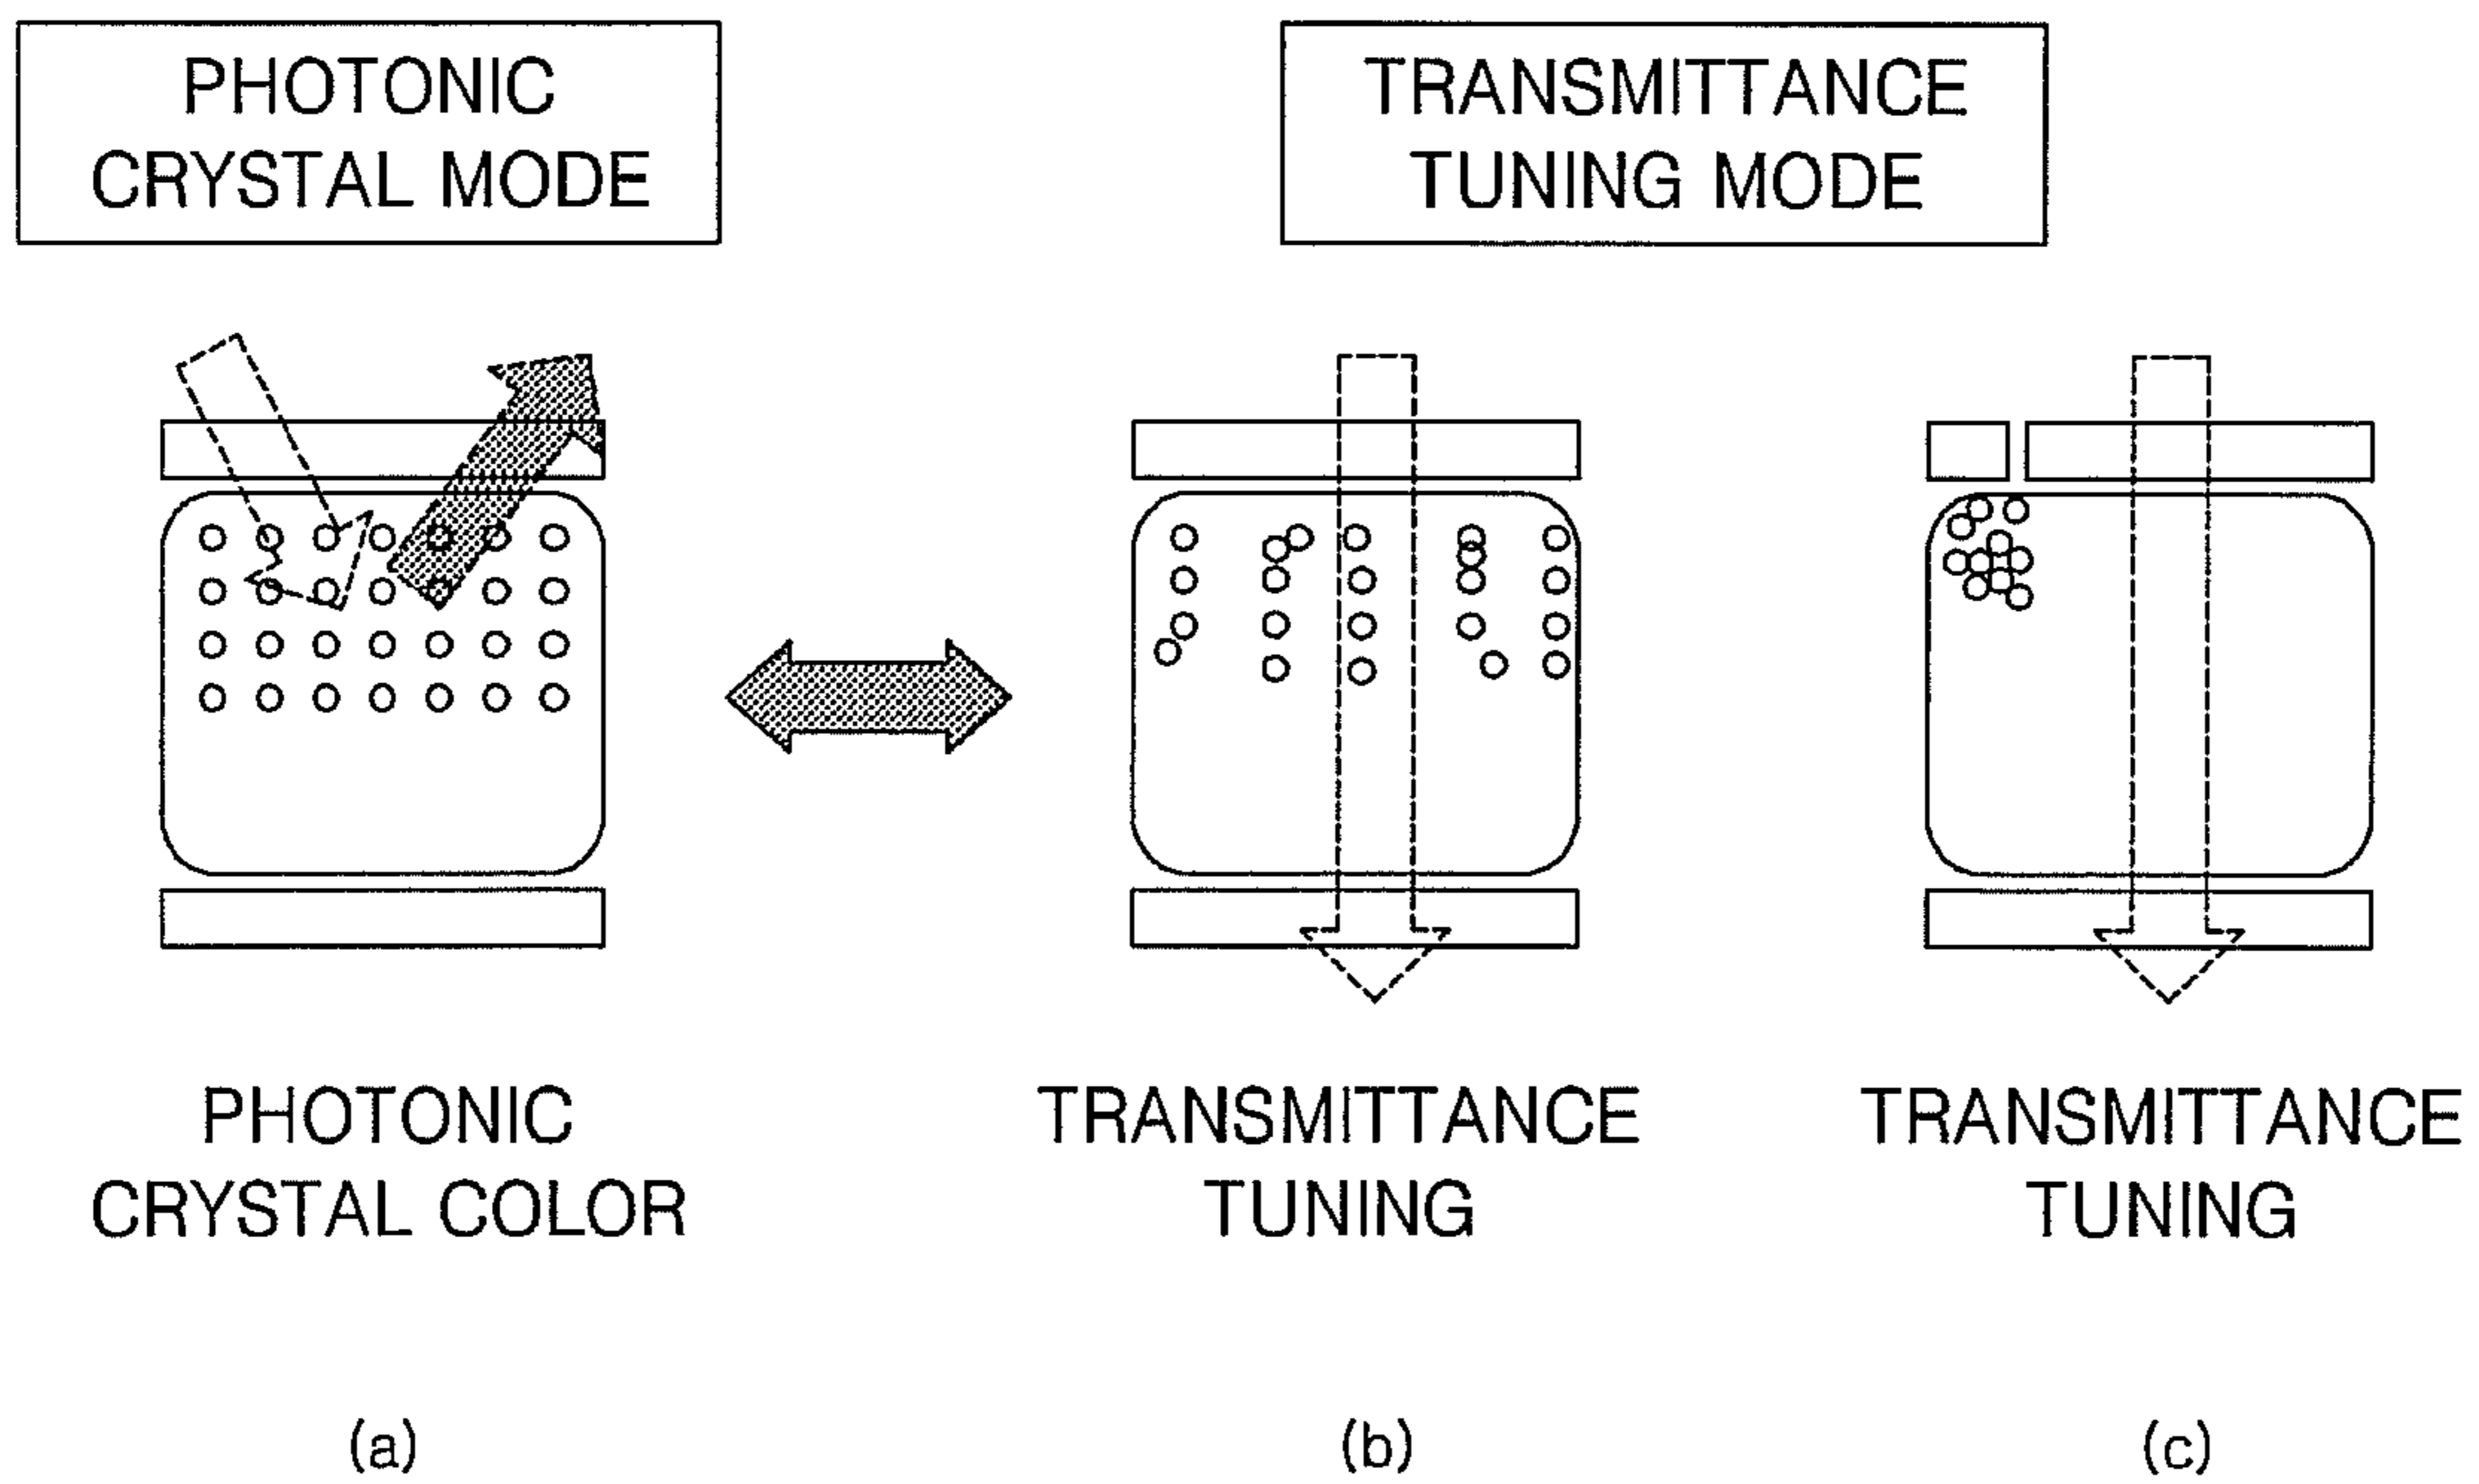 PHOTONIC
CRYSTAL MODE
TRANSMITTANCE
TUNING MODE
PHOTONIC
CRYSTAL COLOR
TRANSMITTANCE
TUNING
TRANSMITTANCE
TUNING
(a)
(b)
(c)